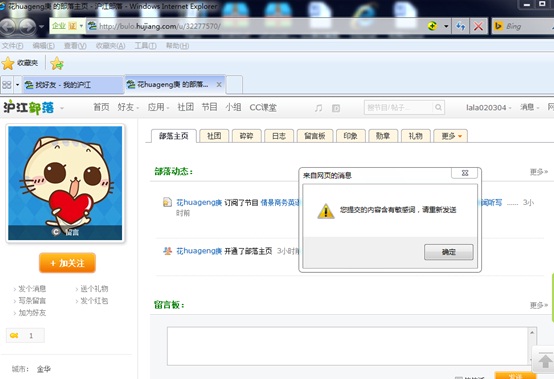 花huageng庚 的部落主页 - 沪江部落 - Windows Internet Explorer
企业 http://bulo.hujiang.com/u/32277570/ Bing
文件(F) 编辑(E) 查看(V) 收藏夹(A) 工具(T) 帮助(H)
收藏夹
找好友 - 我的沪江 花huageng庚 的部落...
沪江部落 首页 好友 应用 社团 节目 小组 CC课堂 搜节目/帖子... lala020304 消息
部落主页 社团 碎碎 日志 留言板 印象 勋章 礼物 更多
部落动态: 更多»
来自网页的消息
您提交的内容含有敏感词，请重新发送
确定
花huageng庚 订阅了节目 情景商务英语 闻听写 ...... 3小时前
花huageng庚 开通了部落主页 3小时前
留言
+ 加关注
发个消息 送个礼物
写条留言 发个红包
加为好友
1
城市: 金华
留言板: 更多»